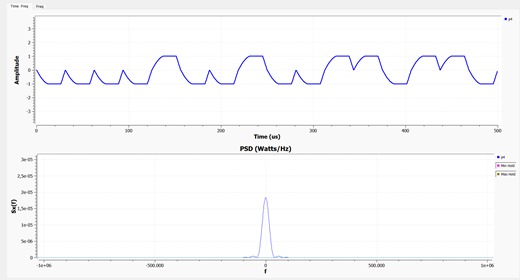 Time Freq Freq
p4
3
2
1
0
-1
-2
-3
Amplitude
0 100 200 300 400 500
Time (us)
PSD (Watts/Hz)
p4
Min Hold
Max Hold
3e-05
2,5e-05
2e-05
1,5e-05
1e-05
5e-06
0
Sx(f)
-1e+06 -500.000 0 500.000 1e+06
f